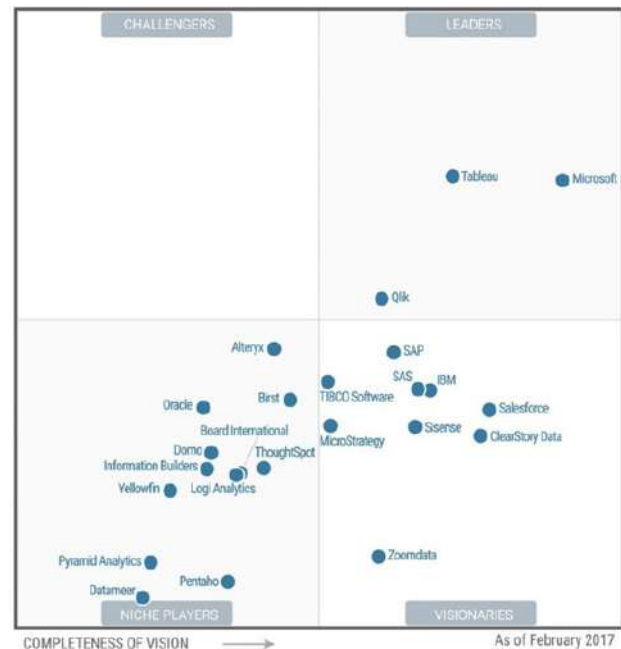 CHALLENGERS
LEADERS
Tableau
Microsoft
Qlik
Alteryx
SAP
SAS
IBM
Birst
TIBCO Software
Oracle
Salesforce
Board International
MicroStrategy
Sisense
ClearStory Data
Domo
ThoughtSpot
Information Builders
Logi Analytics
Yellowfin
Zoomdata
Pyramid Analytics
Pentaho
Datameer
NICHE PLAYERS
VISIONARIES
COMPLETENESS OF VISION
As of February 2017